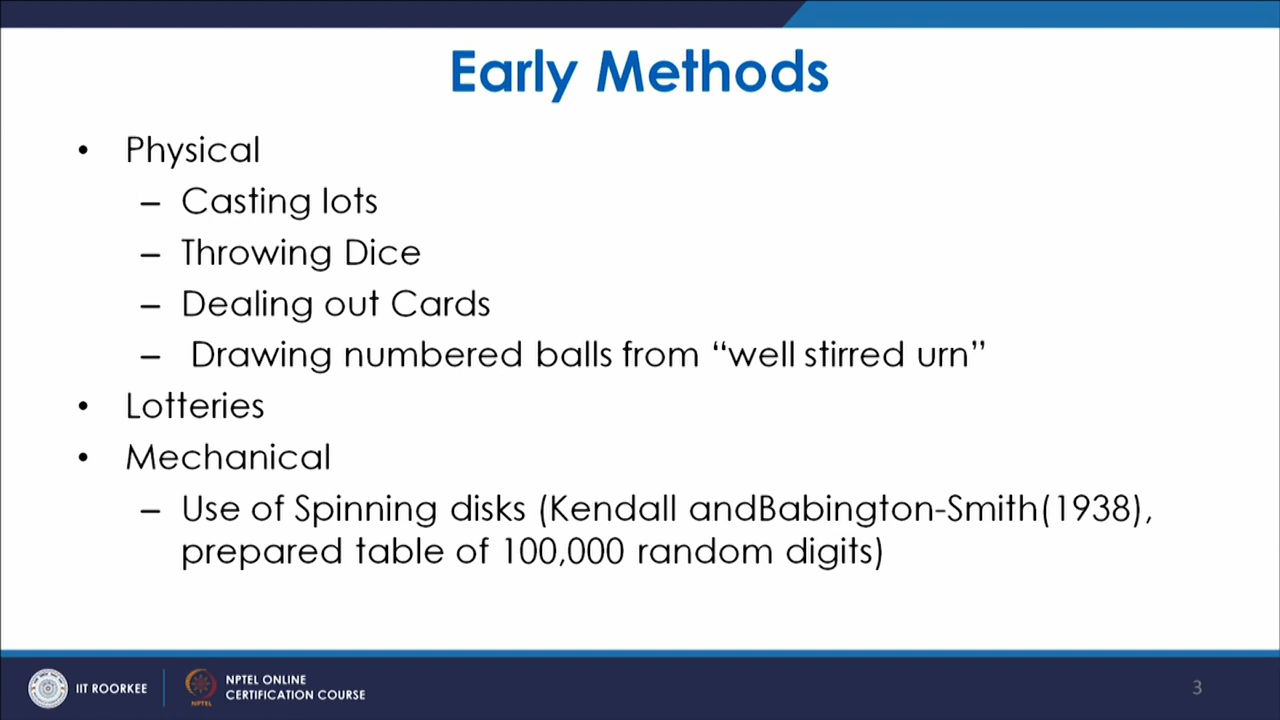 Early Methods
• Physical
– Casting lots
– Throwing Dice
– Dealing out Cards
– Drawing numbered balls from “well stirred urn”
• Lotteries
• Mechanical
– Use of Spinning disks (Kendall andBabington-Smith(1938),
prepared table of 100,000 random digits)
IIT ROORKEE
NPTEL
NPTEL ONLINE
CERTIFICATION COURSE
3